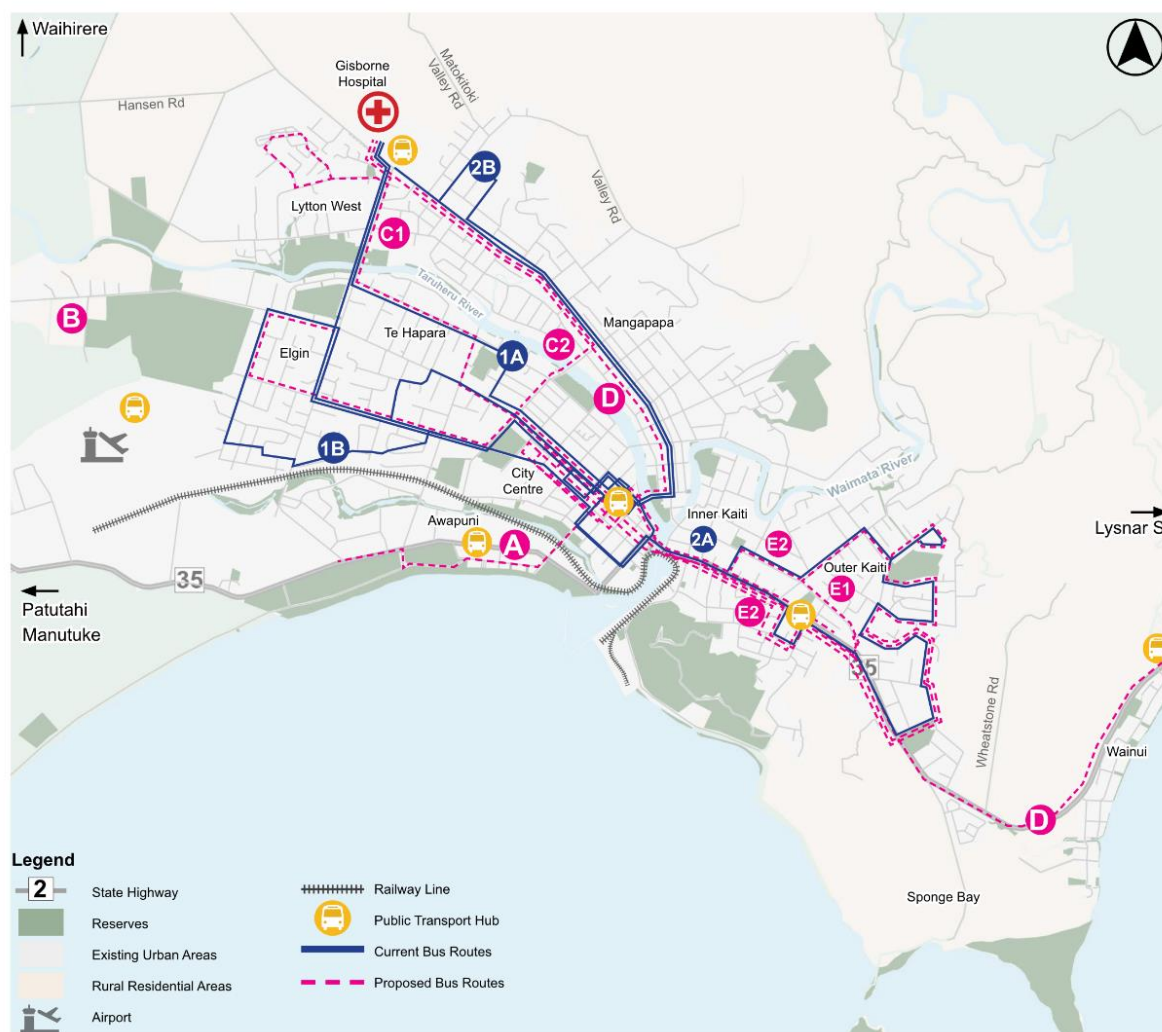 Waihirere
Gisborne
Hospital
Matokitoki
Valley Rd
Hansen Rd
2B
Valley Rd
Lytton West
C1
Taruheru River
B
Mangapapa
Te Hapara
C2
Elgin
1A
D
1B
City
Centre
Waimata River
Awapuni
Inner Kaiti
Lysnar S
A
2A
E2
Outer Kaiti
35
E1
Patutahi
Manutuke
E2
35
Wheatstone Rd
Wainui
D
Sponge Bay
Legend
2 State Highway
Reserves
Existing Urban Areas
Rural Residential Areas
Airport
Railway Line
Public Transport Hub
Current Bus Routes
Proposed Bus Routes